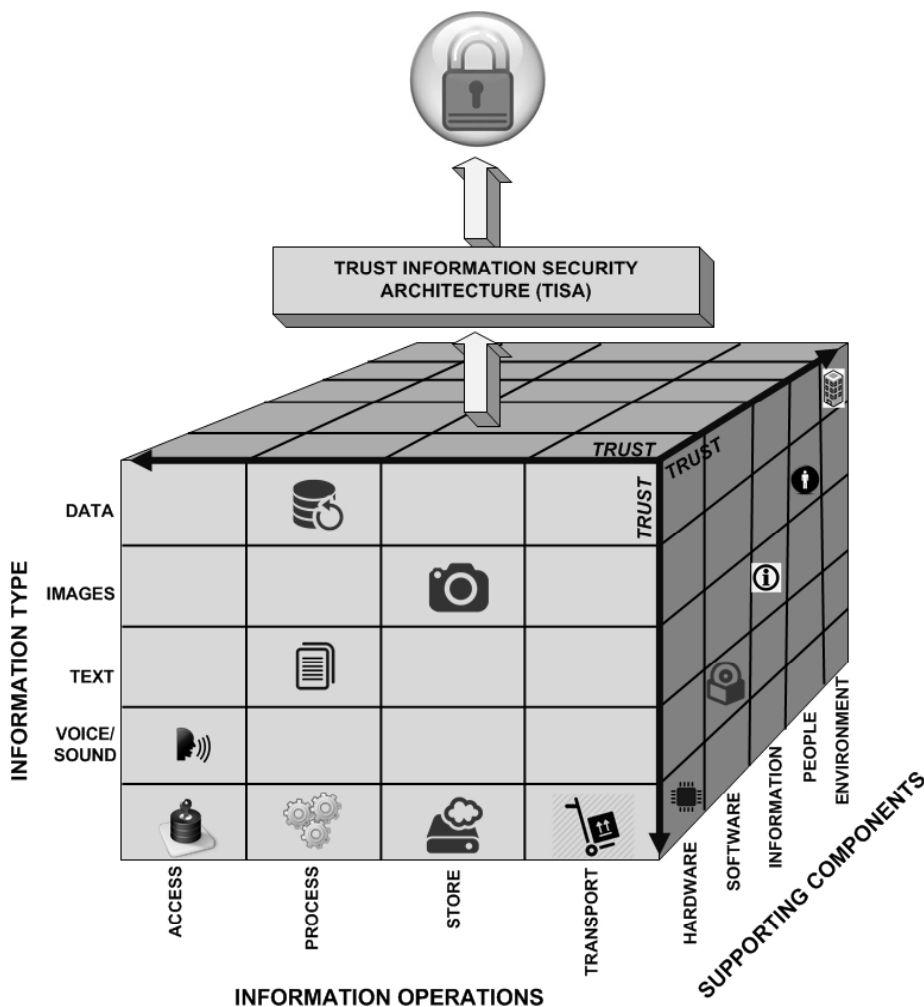 TRUST INFORMATION SECURITY
ARCHITECTURE (TISA)
TRUST
TRUST
TRUST
INFORMATION TYPE
DATA
IMAGES
TEXT
VOICE/
SOUND
ACCESS
PROCESS
STORE
TRANSPORT
HARDWARE
SOFTWARE
INFORMATION
PEOPLE
ENVIRONMENT
SUPPORTING COMPONENTS
INFORMATION OPERATIONS